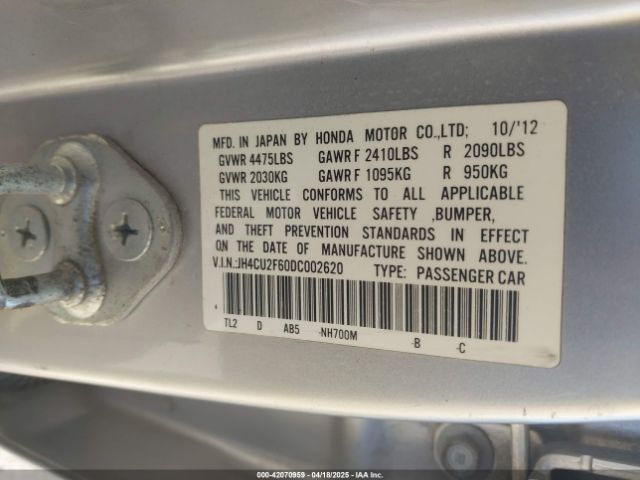 MFD. IN JAPAN BY HONDA MOTOR CO.,LTD; 10/'12
GVWR 4475LBS GAWR F 2410LBS R 2090LBS
GVWR 2030KG GAWR F 1095KG R 950KG
THIS VEHICLE CONFORMS TO ALL APPLICABLE
FEDERAL MOTOR VEHICLE SAFETY ,BUMPER,
AND THEFT PREVENTION STANDARDS IN EFFECT
ON THE DATE OF MANUFACTURE SHOWN ABOVE.
V.I.N.:JH4CU2F60DC002620 TYPE: PASSENGER CAR
TL2 D AB5 -NH700M -B -C
000-42070959 - 04/18/2025 - IAA Inc.